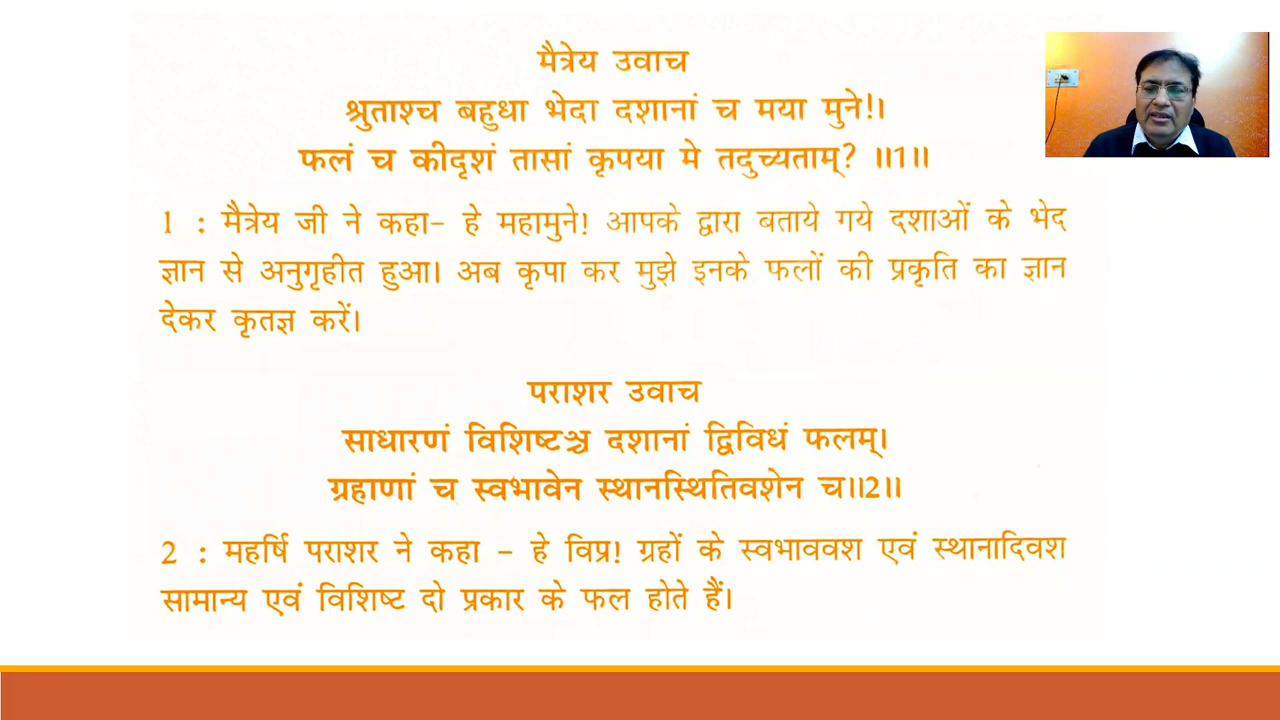 मैत्रेय उवाच
श्रुताश्च बहुधा भेदा दशानां च मया मुने!।
फलं च कीदृशं तासां कृपया मे तदुच्यताम्? ॥1॥
1 : मैत्रेय जी ने कहा- हे महामुने! आपके द्वारा बताये गये दशाओं के भेद
ज्ञान से अनुगृहीत हुआ। अब कृपा कर मुझे इनके फलों की प्रकृति का ज्ञान
देकर कृतज्ञ करें।
पराशर उवाच
साधारणं विशिष्टञ्च दशानां द्विविधं फलम्।
ग्रहाणां च स्वभावेन स्थानस्थितिवशेन च॥2॥
2 : महर्षि पराशर ने कहा - हे विप्र! ग्रहों के स्वभाववश एवं स्थानादिवश
सामान्य एवं विशिष्ट दो प्रकार के फल होते हैं।